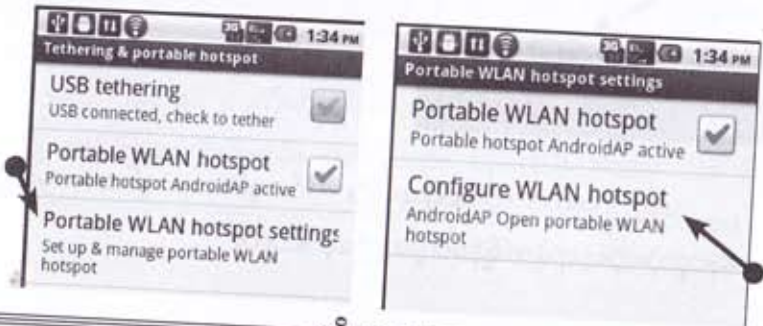 1:34 PM
Tethering & portable hotspot
USB tethering
USB connected, check to tether
Portable WLAN hotspot
Portable hotspot AndroidAP active
Portable WLAN hotspot settings
Set up & manage portable WLAN
hotspot
3G 1:34 PM
Portable WLAN hotspot settings
Portable WLAN hotspot
Portable hotspot AndroidAP active
Configure WLAN hotspot
AndroidAP Open portable WLAN
hotspot